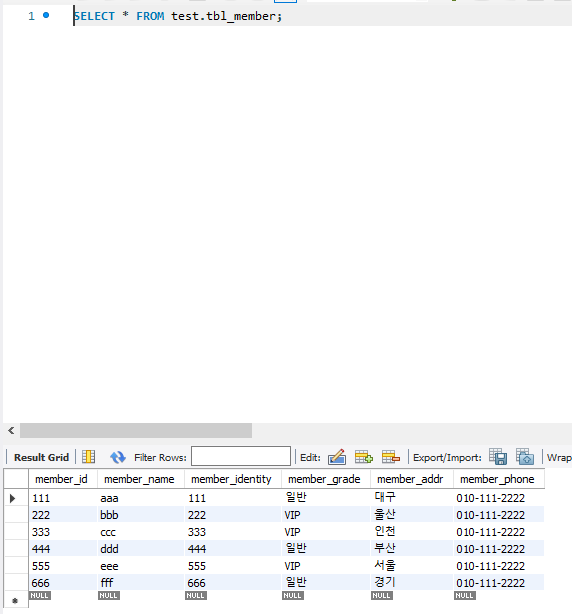 1 SELECT * FROM test.tbl_member;
Result Grid Filter Rows: Edit: Export/Import: Wrap
member_id member_name member_identity member_grade member_addr member_phone
111 aaa 111 일반 대구 010-111-2222
222 bbb 222 VIP 울산 010-111-2222
333 ccc 333 VIP 인천 010-111-2222
444 ddd 444 일반 부산 010-111-2222
555 eee 555 VIP 서울 010-111-2222
666 fff 666 일반 경기 010-111-2222
NULL NULL NULL NULL NULL NULL